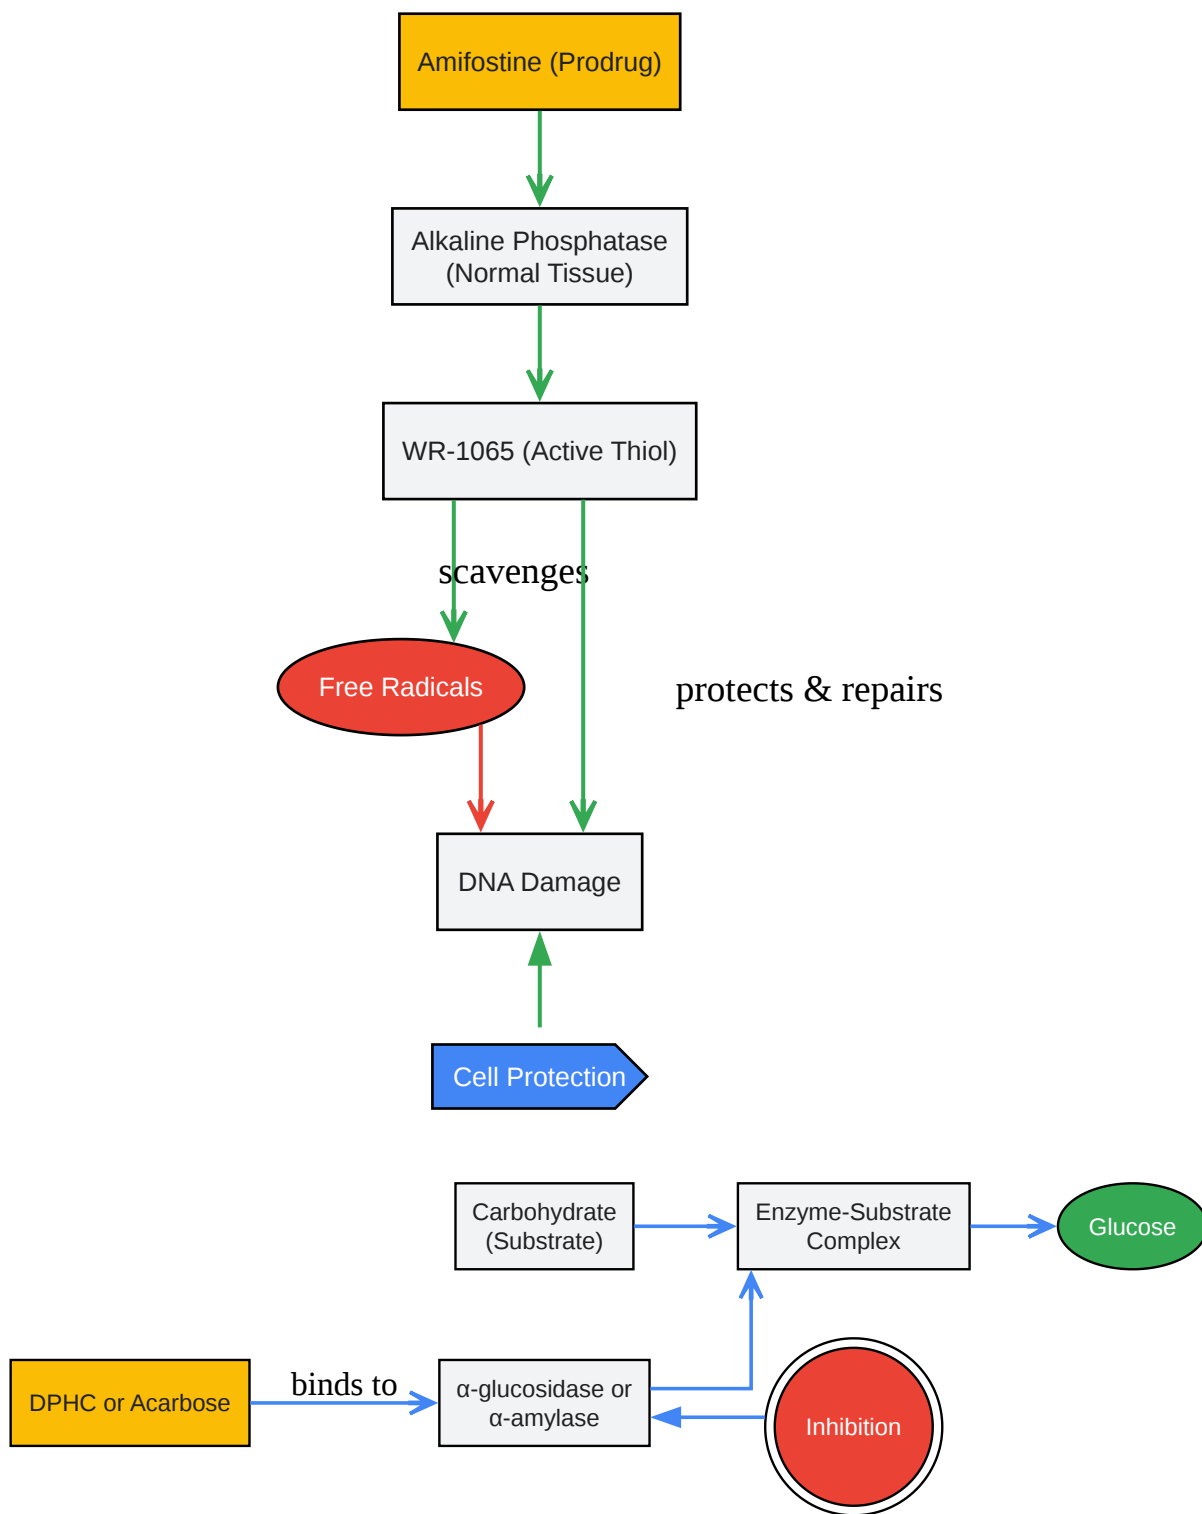 Amifostine (Prodrug)
Alkaline Phosphatase
(Normal Tissue)
WR-1065 (Active Thiol)
scavenges
Free Radicals
protects & repairs
DNA Damage
Cell Protection
Carbohydrate
(Substrate)
Enzyme-Substrate
Complex
Glucose
DPHC or Acarbose
binds to
α-glucosidase or
α-amylase
Inhibition